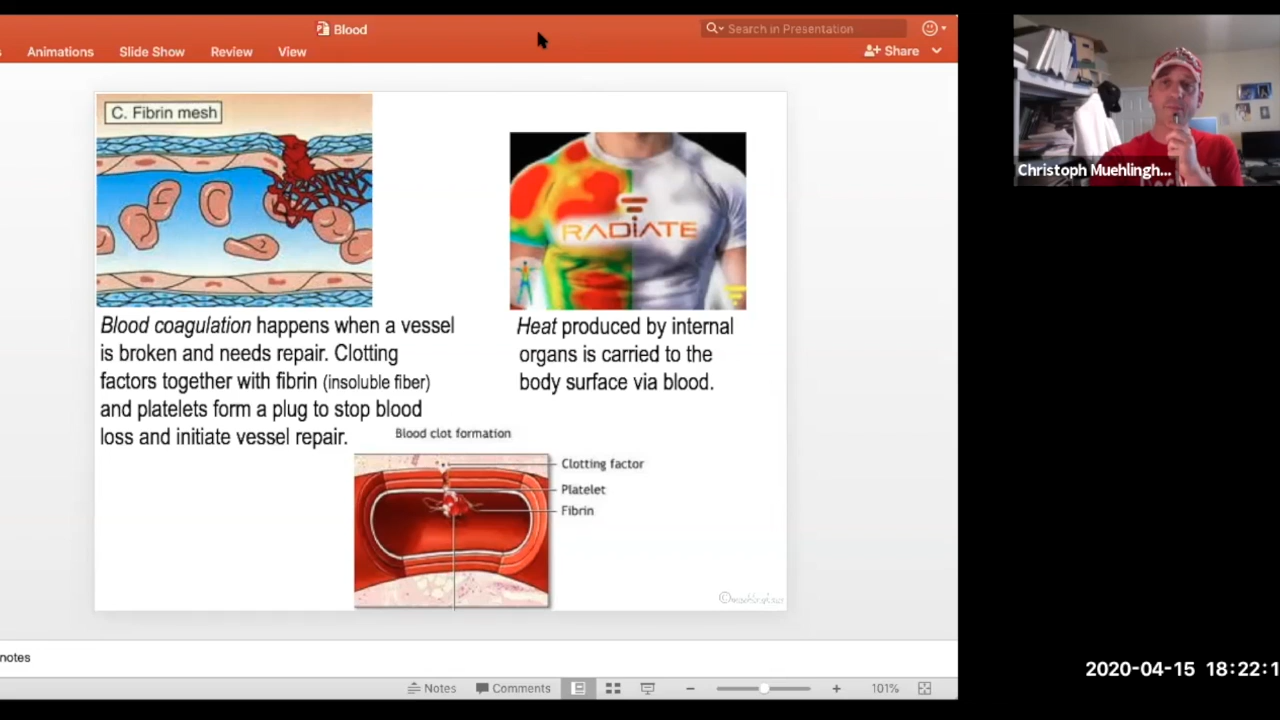 Blood
Search in Presentation
Animations
Slide Show
Review
View
Share
C. Fibrin mesh
RADIATE
Christoph Muehlingh...
Blood coagulation happens when a vessel
is broken and needs repair. Clotting
factors together with fibrin (insoluble fiber)
and platelets form a plug to stop blood
loss and initiate vessel repair.
Heat produced by internal
organs is carried to the
body surface via blood.
Blood clot formation
Clotting factor
Platelet
Fibrin
notes
Notes
Comments
101%
2020-04-15 18:22:1